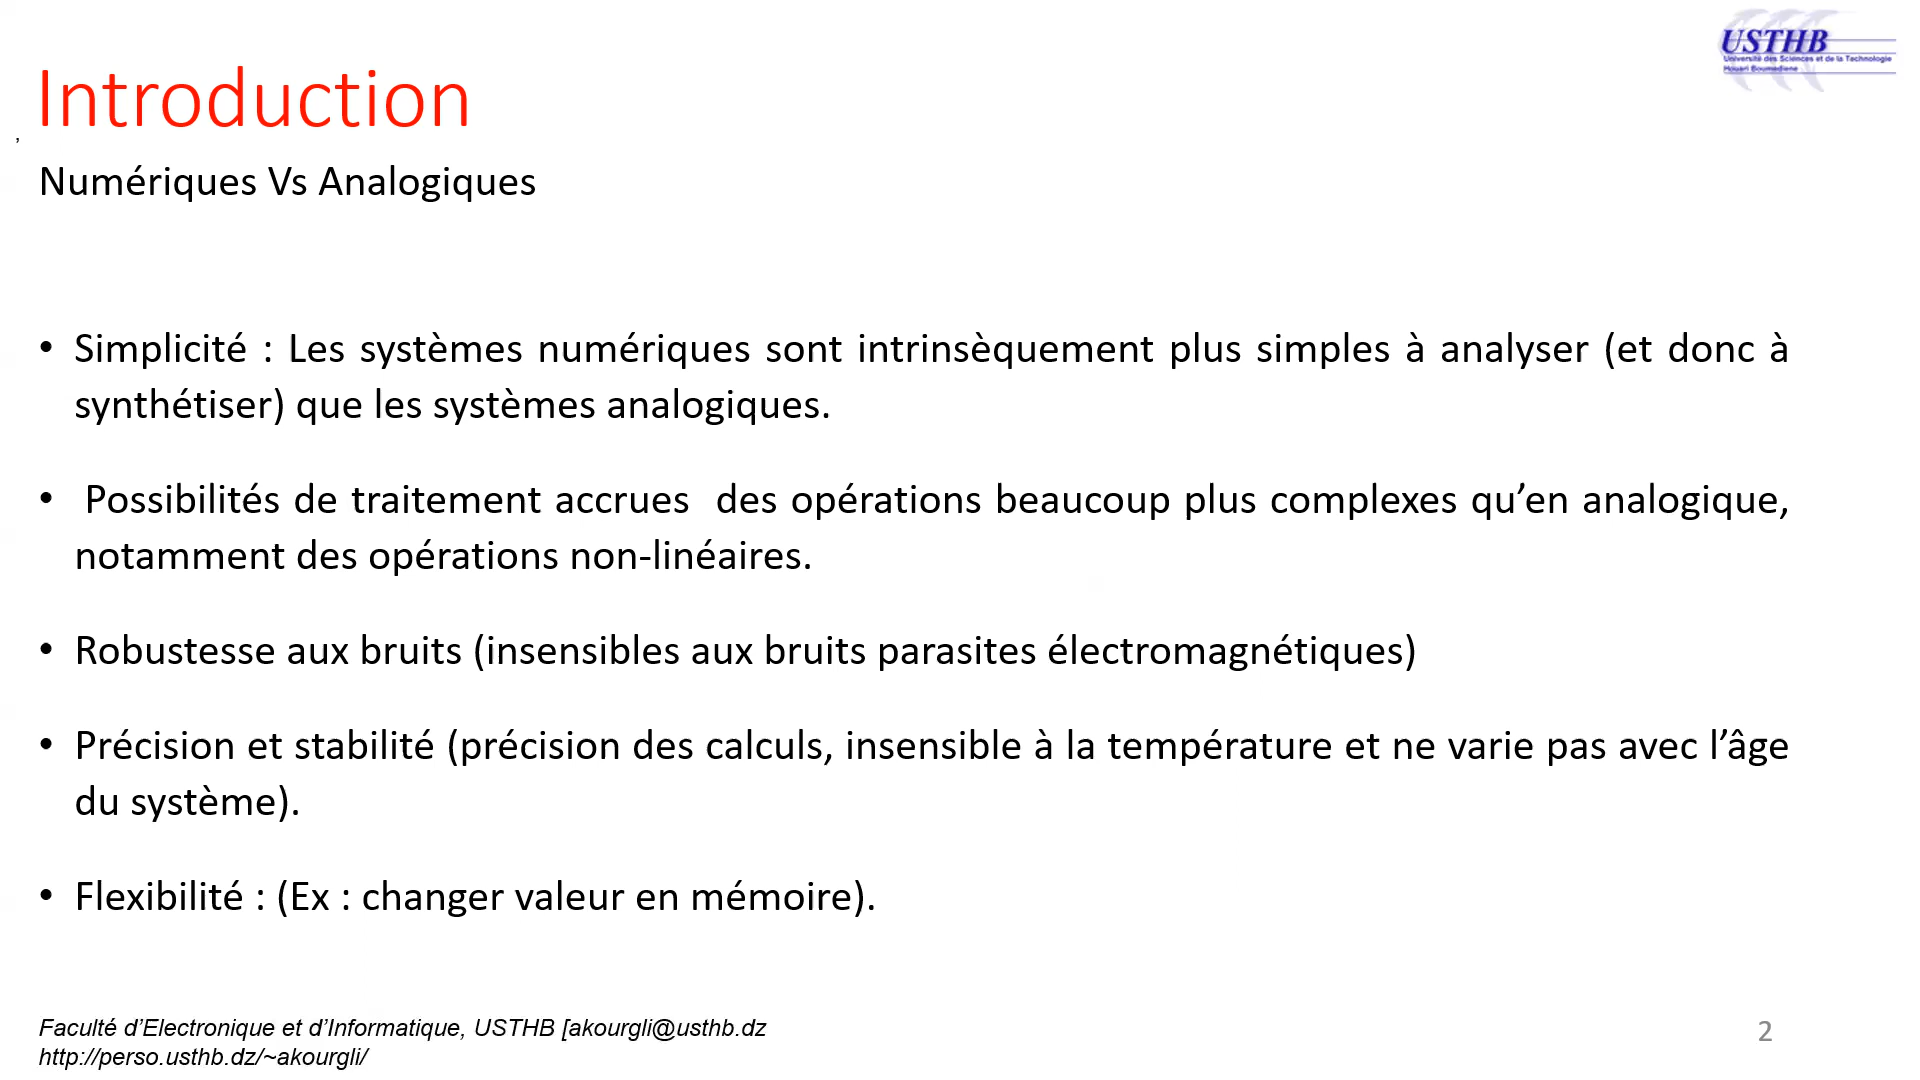 USTHB
Université des Sciences et de la Technologie
Houari Boumediene
Introduction
,
Numériques Vs Analogiques
• Simplicité : Les systèmes numériques sont intrinsèquement plus simples à analyser (et donc à
synthétiser) que les systèmes analogiques.
• Possibilités de traitement accrues  des opérations beaucoup plus complexes qu’en analogique,
notamment des opérations non-linéaires.
• Robustesse aux bruits (insensibles aux bruits parasites électromagnétiques)
• Précision et stabilité (précision des calculs, insensible à la température et ne varie pas avec l’âge
du système).
• Flexibilité : (Ex : changer valeur en mémoire).
Faculté d’Electronique et d’Informatique, USTHB [akourgli@usthb.dz
http://perso.usthb.dz/~akourgli/
2